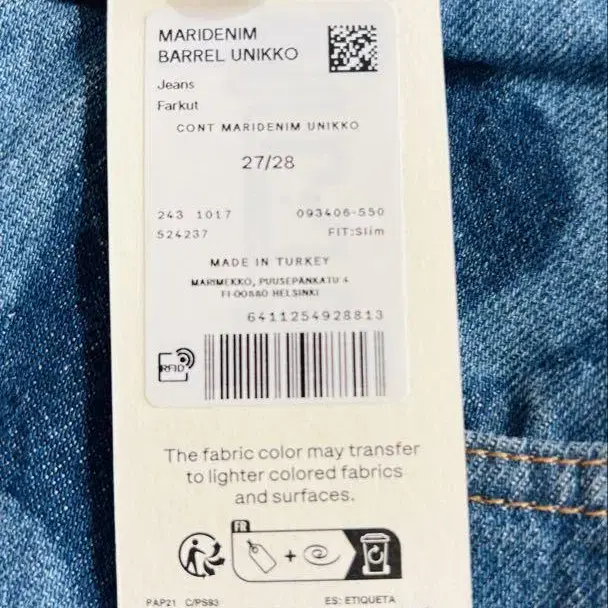 MARIDENIM
BARREL UNIKKO
Jeans
Farkut
CONT MARIDENIM UNIKKO
27/28
243 1017 093406-550
524237 FIT:Slim
MADE IN TURKEY
MARIMEKKO, PUUSEPÄNKATU 4
FI-00880 HELSINKI
6411254928813
RFID
The fabric color may transfer
to lighter colored fabrics
and surfaces.
FR
+
PAP21 C/PS93 ES: ETIQUETA